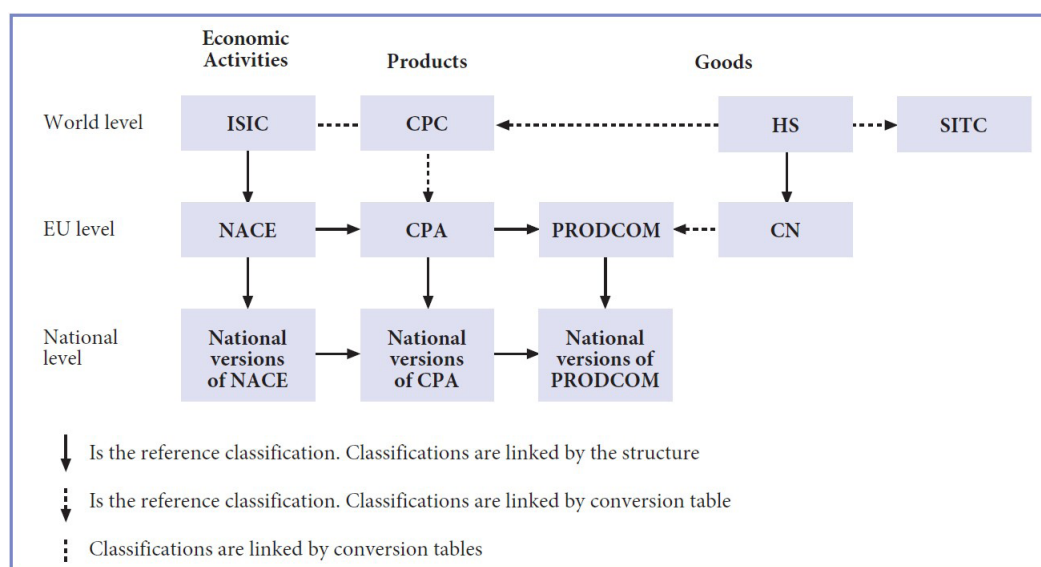 Economic
Activities
Products
Goods
World level
ISIC
CPC
HS
SITC
EU level
NACE
CPA
PRODCOM
CN
National
level
National
versions
of NACE
National
versions
of CPA
National
versions of
PRODCOM
Is the reference classification. Classifications are linked by the structure
Is the reference classification. Classifications are linked by conversion table
Classifications are linked by conversion tables